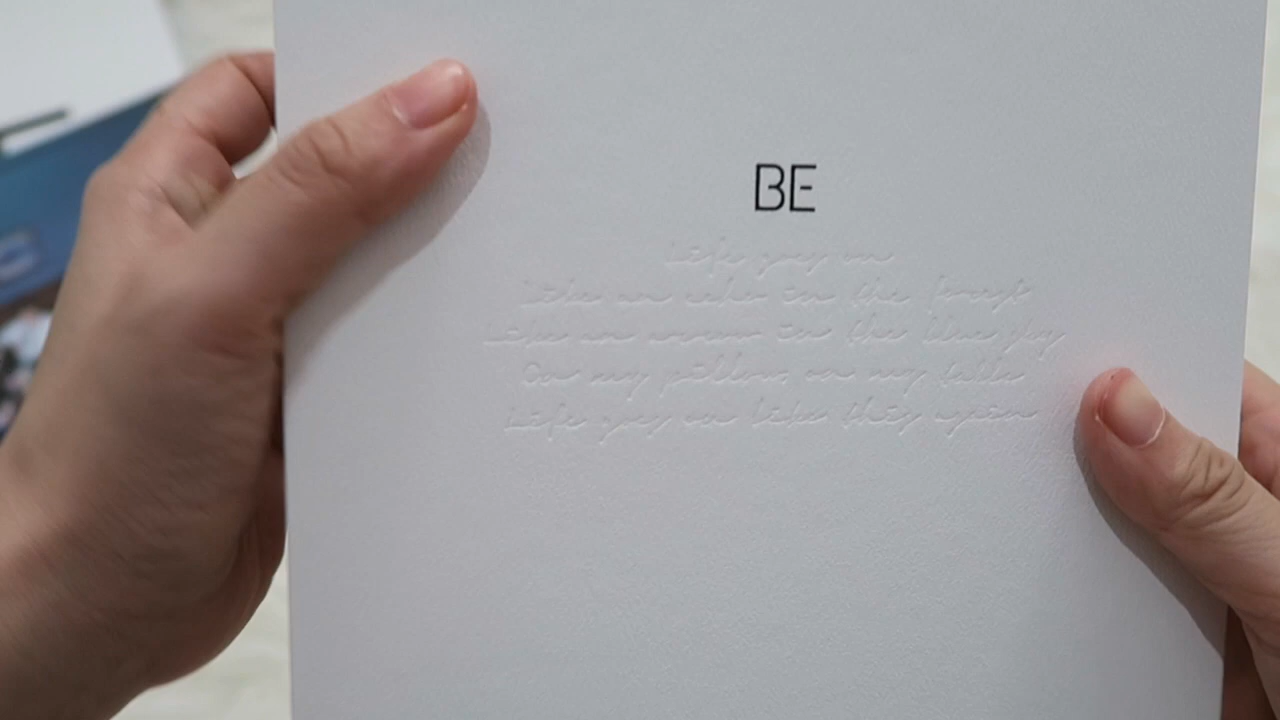 BE
Life goes on
Like an echo in the forest
Like an arrow in the blue sky
On my pillow, on my table
Life goes on like this again